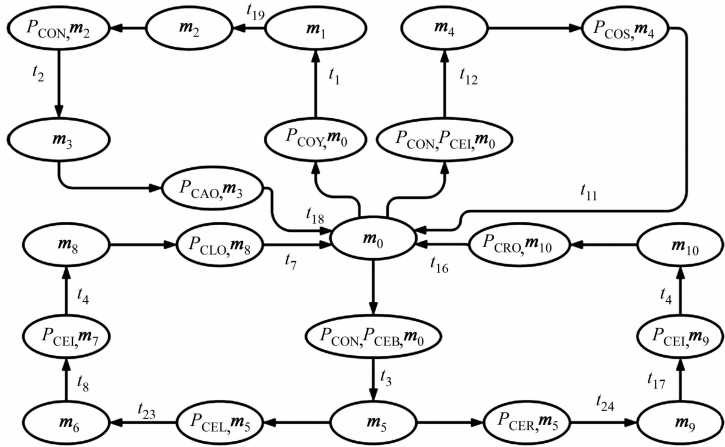 P_CON,m_2
m_2
t_19
m_1
m_4
P_COS,m_4
t_2
t_1
t_12
m_3
P_COY,m_0
P_CON,P_CEI,m_0
P_CAO,m_3
t_18
t_11
m_8
P_CLO,m_8
t_7
m_0
t_16
P_CRO,m_10
m_10
t_4
t_4
P_CEI,m_7
P_CON,P_CEB,m_0
P_CEI,m_9
t_8
t_3
t_17
m_6
t_23
P_CEL,m_5
m_5
P_CER,m_5
t_24
m_9